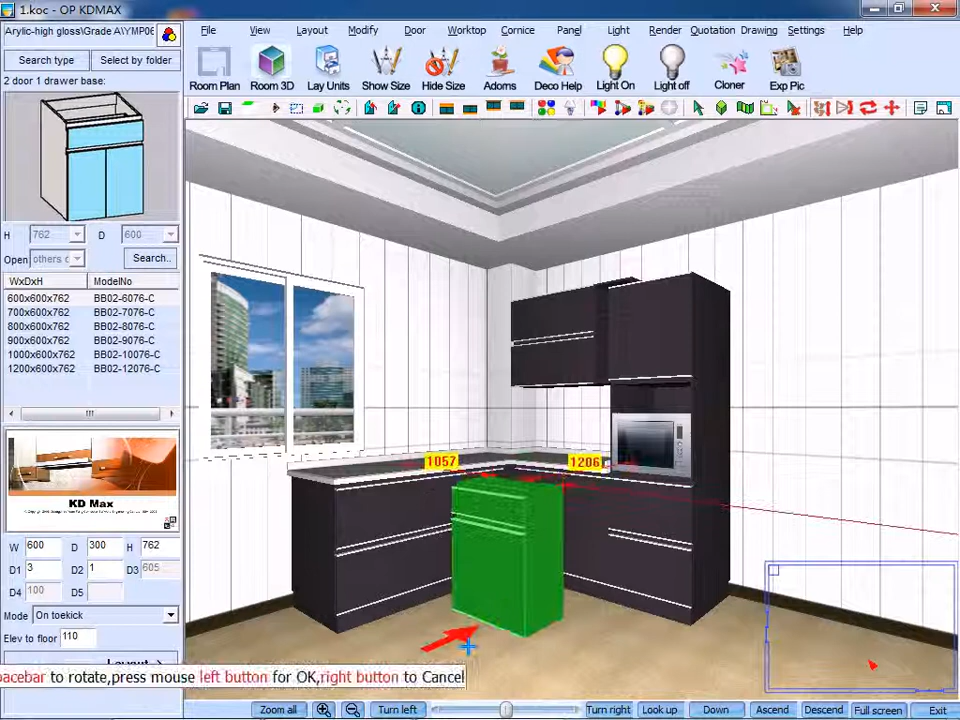 1.koc - OP KDMAX
Arylic-high gloss\Grade A\YMP06
File View Layout Modify Door Worktop Cornice Panel Light Render Quotation Drawing Settings Help
Search type Select by folder
2 door 1 drawer base:
Room Plan Room 3D Lay Units Show Size Hide Size Adorns Deco Help Light On Light off Cloner Exp Pic
H 762 D 600
Open others c Search..
WxDxH ModelNo
600x600x762 BB02-6076-C
700x600x762 BB02-7076-C
800x600x762 BB02-8076-C
900x600x762 BB02-9076-C
1000x600x762 BB02-10076-C
1200x600x762 BB02-12076-C
1057 1206
KD Max
W 600 D 300 H 762
D1 3 D2 1 D3 605
D4 100 D5
Mode On toekick
Elev to floor 110
Layout
pacebar to rotate,press mouse left button for OK,right button to Cancel
Zoom all Turn left Turn right Look up Down Ascend Descend Full screen Exit